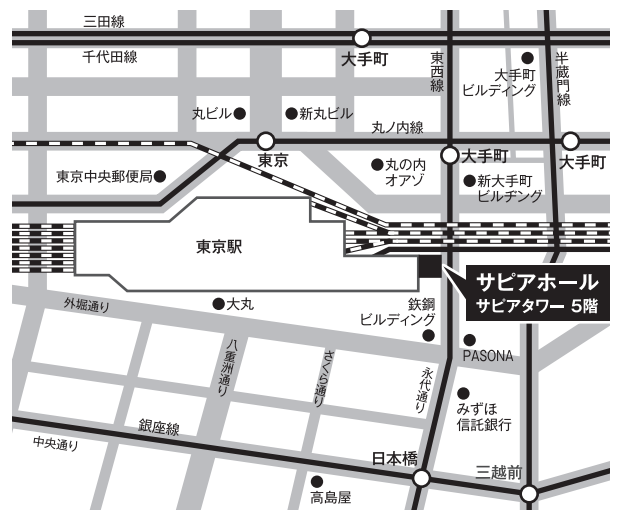 三田線
千代田線
大手町
東西線
大手町
ビルディング
半蔵門線
丸ビル
新丸ビル
丸ノ内線
東京
大手町
大手町
東京中央郵便局
丸の内
オアゾ
新大手町
ビルヂング
東京駅
サピアホール
サピアタワー 5階
外堀通り
大丸
鉄鋼
ビルディング
八重洲通り
さくら通り
永代通り
PASONA
みずほ
信託銀行
銀座線
中央通り
日本橋
三越前
高島屋